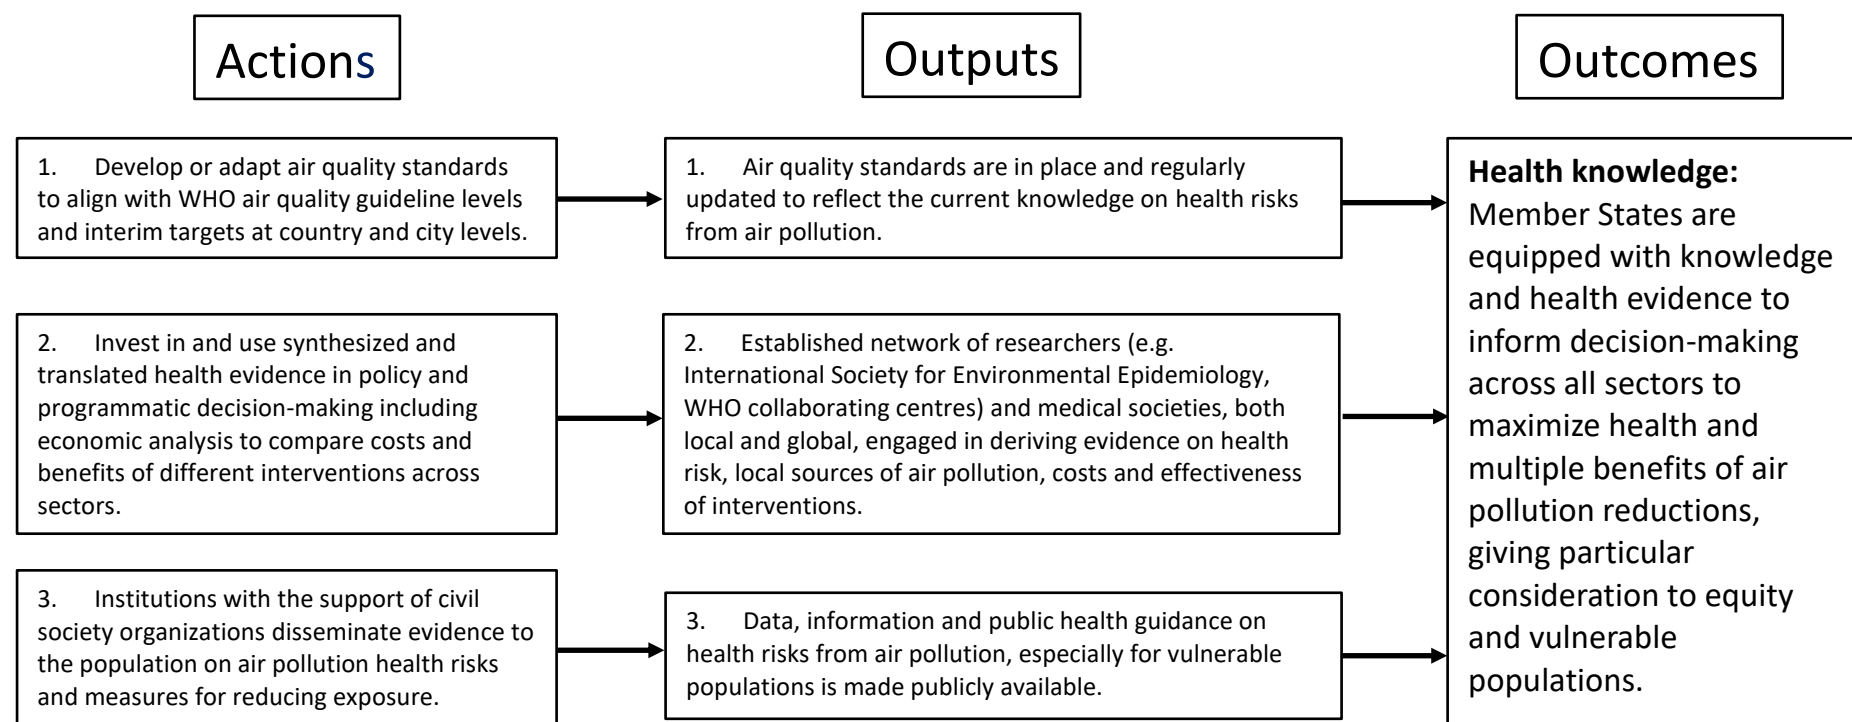 Actions
Outputs
Outcomes
1. Develop or adapt air quality standards
to align with WHO air quality guideline levels
and interim targets at country and city levels.
1. Air quality standards are in place and regularly
updated to reflect the current knowledge on health risks
from air pollution.
Health knowledge:
Member States are
equipped with knowledge
and health evidence to
inform decision-making
across all sectors to
maximize health and
multiple benefits of air
pollution reductions,
giving particular
consideration to equity
and vulnerable
populations.
2. Invest in and use synthesized and
translated health evidence in policy and
programmatic decision-making including
economic analysis to compare costs and
benefits of different interventions across
sectors.
2. Established network of researchers (e.g.
International Society for Environmental Epidemiology,
WHO collaborating centres) and medical societies, both
local and global, engaged in deriving evidence on health
risk, local sources of air pollution, costs and effectiveness
of interventions.
3. Institutions with the support of civil
society organizations disseminate evidence to
the population on air pollution health risks
and measures for reducing exposure.
3. Data, information and public health guidance on
health risks from air pollution, especially for vulnerable
populations is made publicly available.